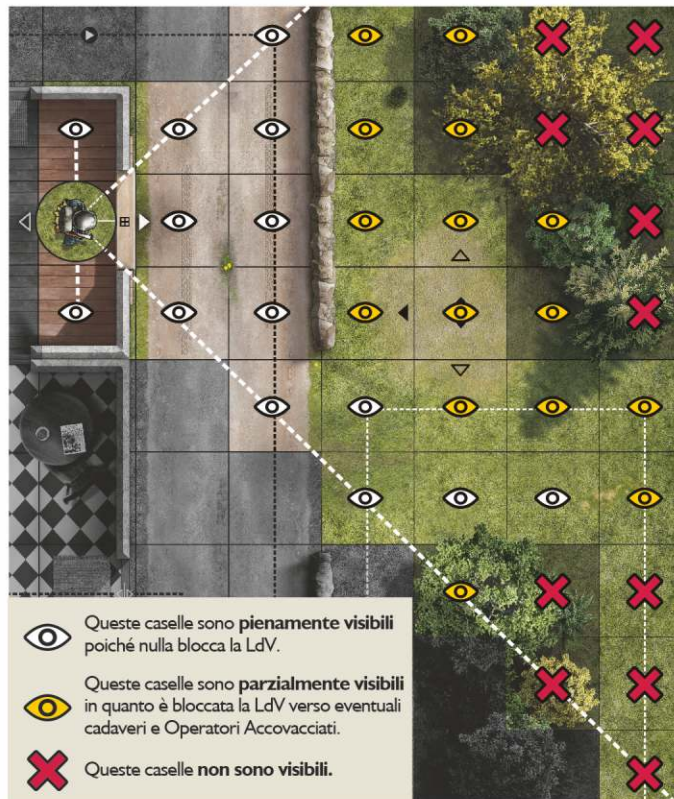 Queste caselle sono pienamente visibili
poiché nulla blocca la LdV.
Queste caselle sono parzialmente visibili
in quanto è bloccata la LdV verso eventuali
cadaveri e Operatori Accovacciati.
Queste caselle non sono visibili.